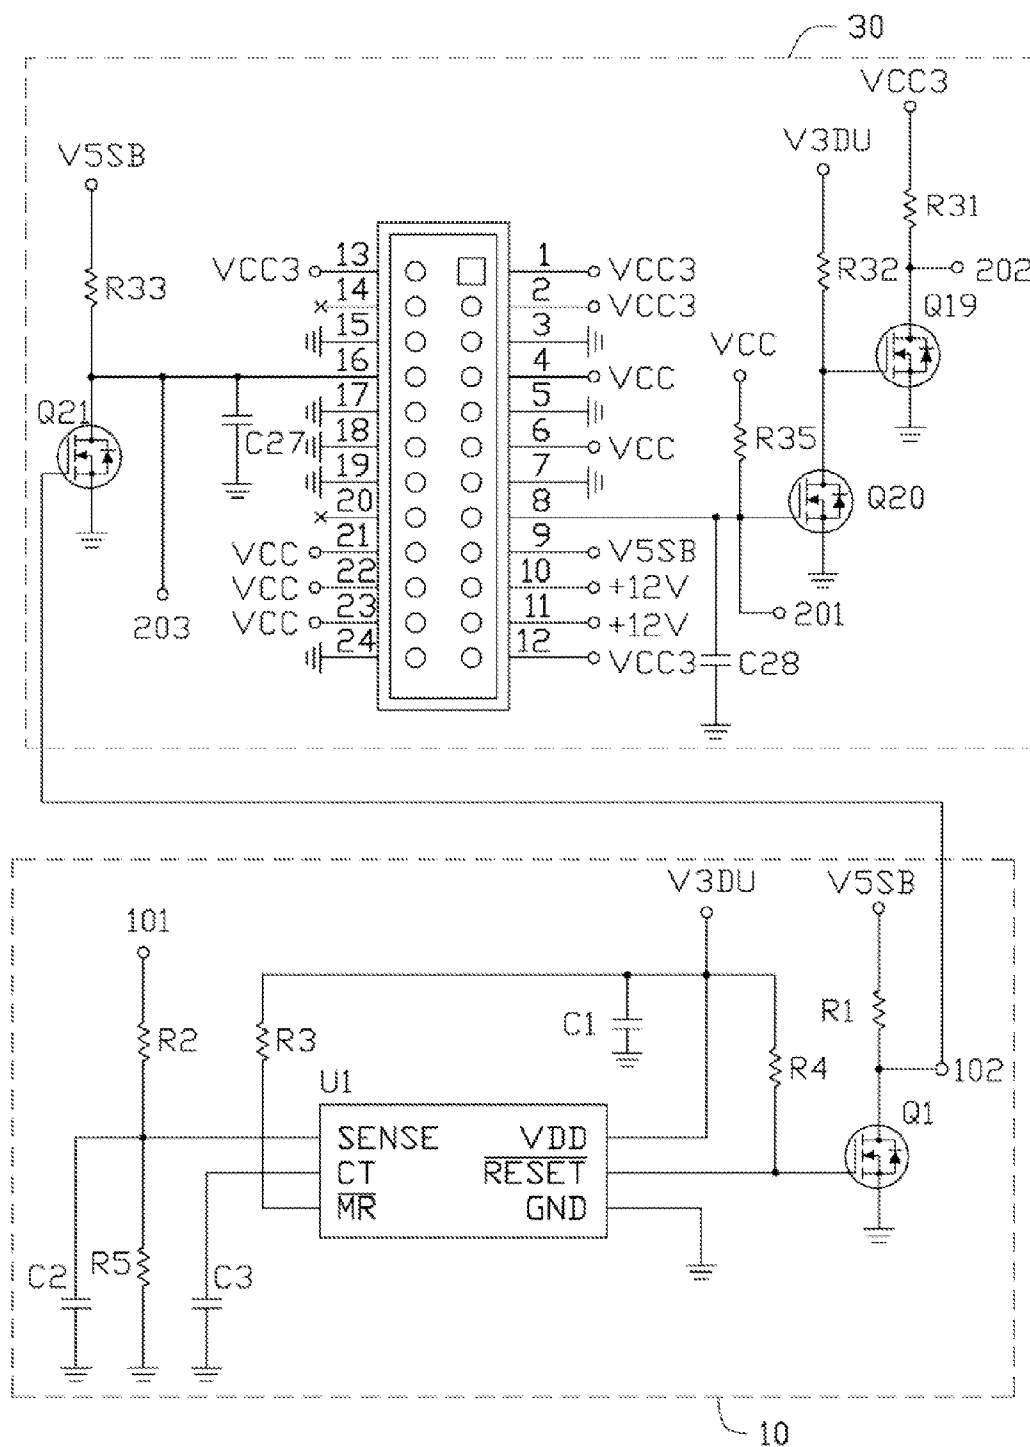 30
VCC3
V3DU
V5SB
R31
R33
R32
202
Q19
VCC3 13 1 VCC3
14 2 VCC3
15 3
16 4 VCC
17 5
18 6 VCC
19 7
20 8
VCC 21 9 V5SB
VCC 22 10 +12V
VCC 23 11 +12V
24 12 VCC3
VCC
Q21
C27
R35
Q20
203
201
C28
V3DU
V5SB
101
R2
R3
C1
R4
R1
102
U1
Q1
SENSE VDD
CT RESET
MR GND
C2
R5
C3
10